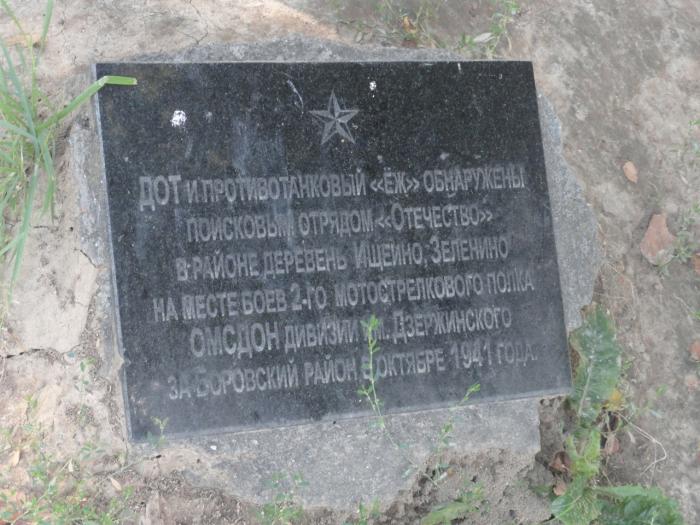 ДОТ И ПРОТИВОТАНКОВЫЙ «ЁЖ» ОБНАРУЖЕНЫ
ПОИСКОВЫМ ОТРЯДОМ «ОТЕЧЕСТВО»
В РАЙОНЕ ДЕРЕВЕНЬ ИЩЕИНО, ЗЕЛЕНИНО
НА МЕСТЕ БОЕВ 2-ГО МОТОСТРЕЛКОВОГО ПОЛКА
ОМСДОН ДИВИЗИИ ИМ. ДЗЕРЖИНСКОГО
ЗА БОРОВСКИЙ РАЙОН В ОКТЯБРЕ 1941 ГОДА.